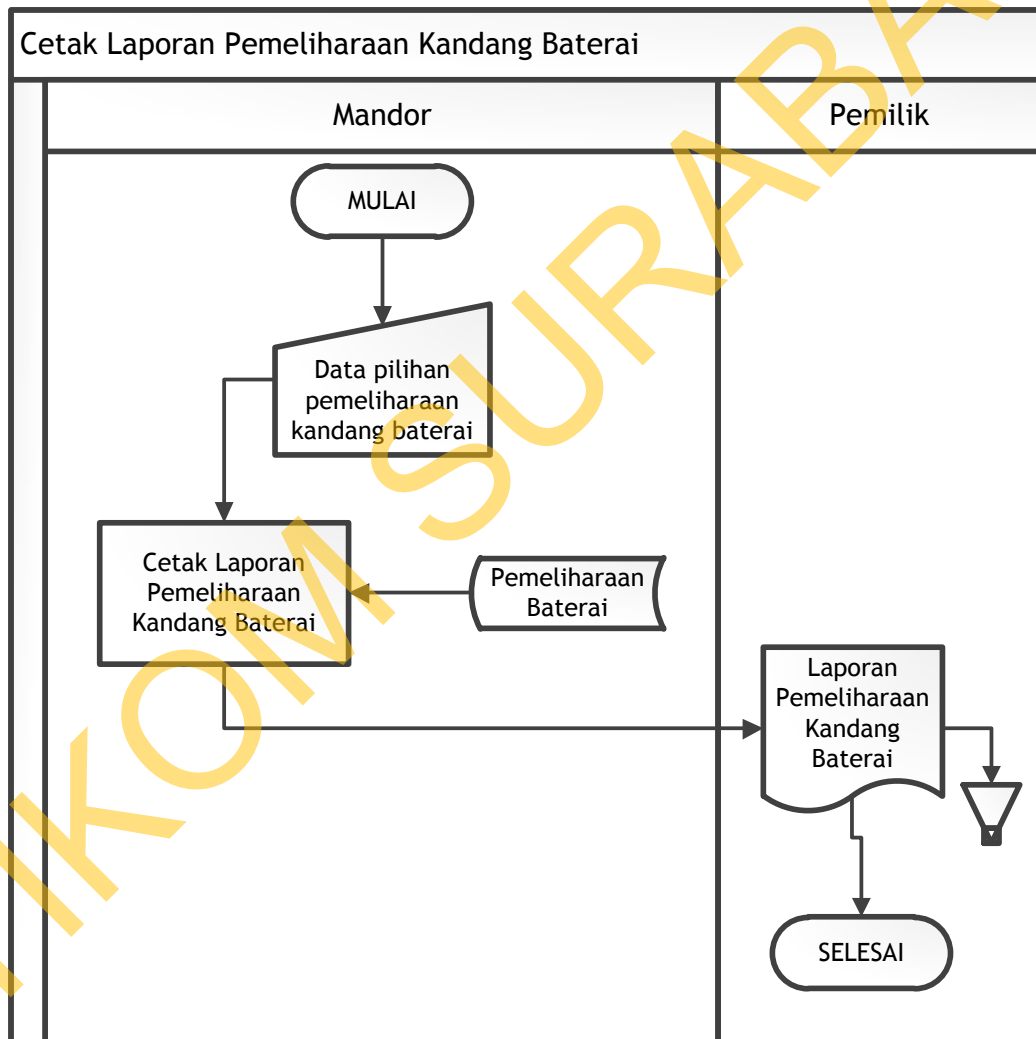 Cetak Laporan Pemeliharaan Kandang Baterai
Mandor
Pemilik
MULAI
Data pilihan
pemeliharaan
kandang baterai
Cetak Laporan
Pemeliharaan
Kandang Baterai
Pemeliharaan
Baterai
Laporan
Pemeliharaan
Kandang
Baterai
SELESAI
IKOM SURABA